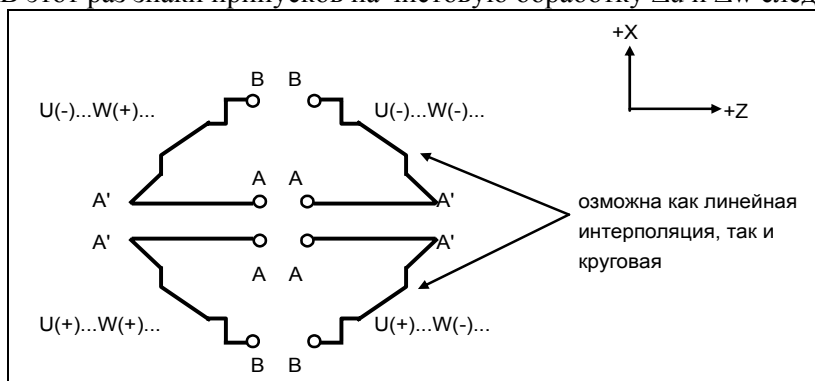 +X
B B
U(-)...W(+)... U(-)...W(-)...
+Z
A A
A' A'
озможна как линейная
интерполяция, так и
круговая
A' A'
A A
U(+)...W(+)... U(+)...W(-)...
B B